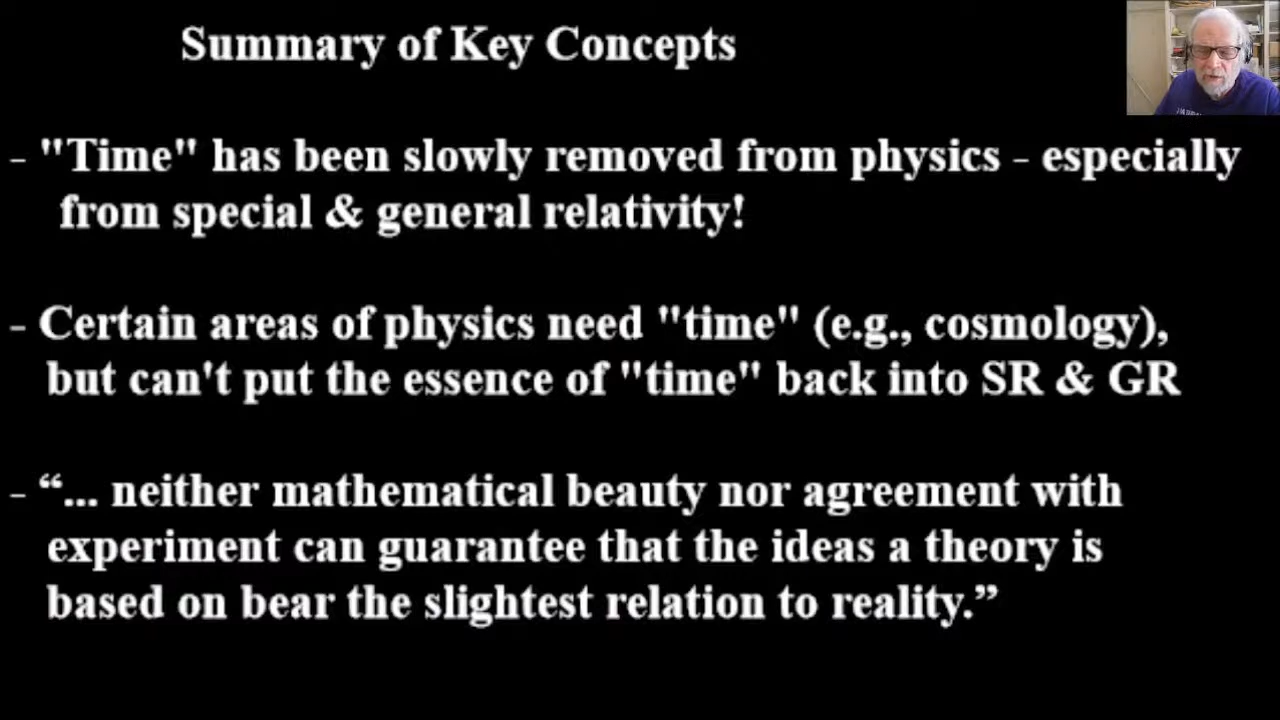 Summary of Key Concepts
- "Time" has been slowly removed from physics - especially
from special & general relativity!
- Certain areas of physics need "time" (e.g., cosmology),
but can't put the essence of "time" back into SR & GR
- “... neither mathematical beauty nor agreement with
experiment can guarantee that the ideas a theory is
based on bear the slightest relation to reality.”